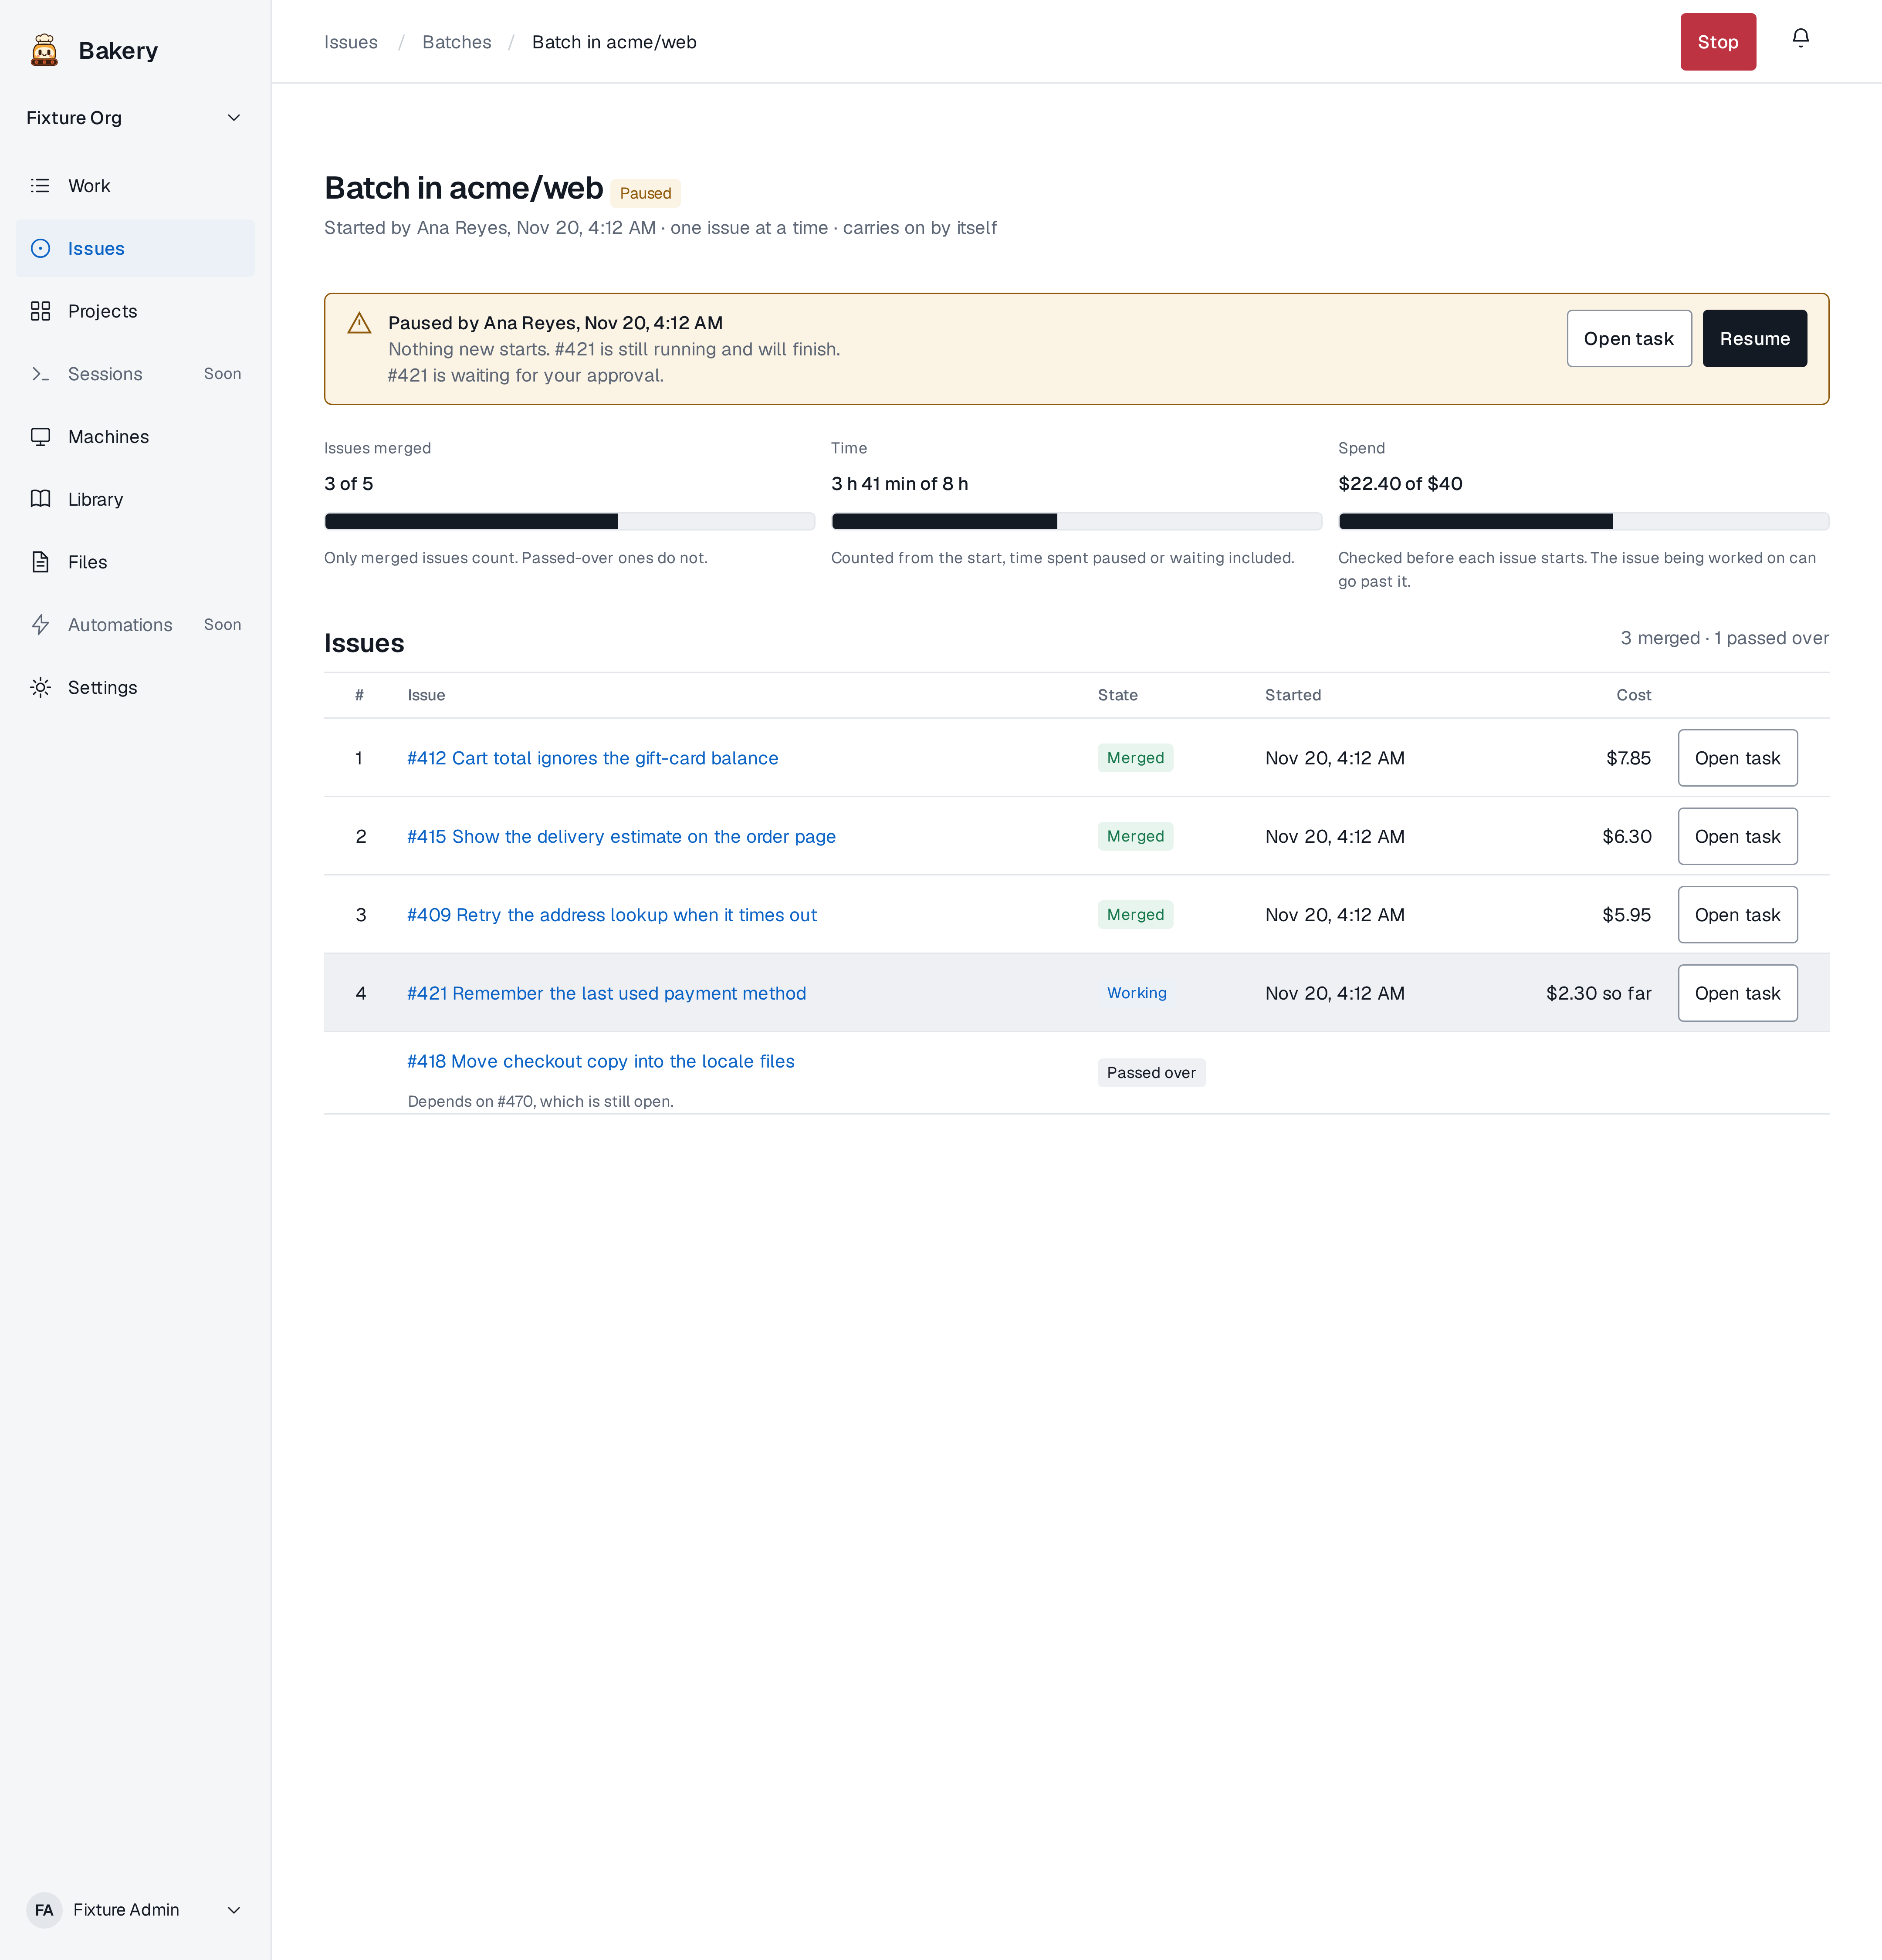 Bakery
Fixture Org
Work
Issues
Projects
Sessions Soon
Machines
Library
Files
Automations Soon
Settings
FA Fixture Admin
Issues / Batches / Batch in acme/web
Stop
Batch in acme/web Paused
Started by Ana Reyes, Nov 20, 4:12 AM · one issue at a time · carries on by itself
Paused by Ana Reyes, Nov 20, 4:12 AM
Nothing new starts. #421 is still running and will finish.
#421 is waiting for your approval.
Open task Resume
Issues merged
3 of 5
Only merged issues count. Passed-over ones do not.
Time
3 h 41 min of 8 h
Counted from the start, time spent paused or waiting included.
Spend
$22.40 of $40
Checked before each issue starts. The issue being worked on can
go past it.
Issues
3 merged · 1 passed over
# Issue State Started Cost
1 #412 Cart total ignores the gift-card balance Merged Nov 20, 4:12 AM $7.85 Open task
2 #415 Show the delivery estimate on the order page Merged Nov 20, 4:12 AM $6.30 Open task
3 #409 Retry the address lookup when it times out Merged Nov 20, 4:12 AM $5.95 Open task
4 #421 Remember the last used payment method Working Nov 20, 4:12 AM $2.30 so far Open task
#418 Move checkout copy into the locale files Passed over
Depends on #470, which is still open.